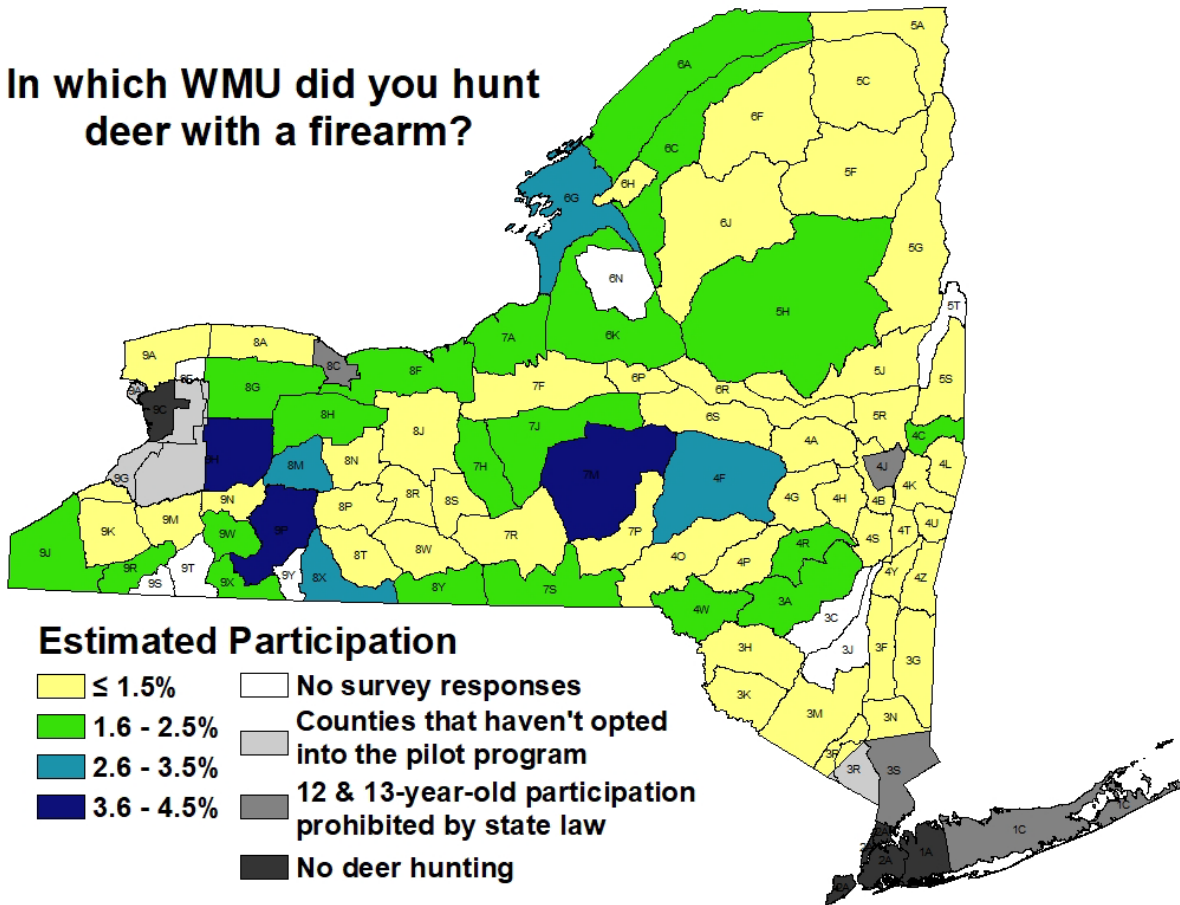 In which WMU did you hunt
deer with a firearm?
5A
6A
5C
6F
6C
5F
6H
6G
6J
5G
6N
5H
5T
7A
6K
9A
8A
8C
8F
5J
7F
6P
6R
5S
8G
9C
8H
6S
5R
7J
8J
4A
4C
8N
8M
7H
7M
4F
4J
4L
9G
4K
4G
4H
4B
9N
8P
8R
8S
9K
9M
9P
7R
7P
4S
4T
4U
9W
4R
9J
8T
8W
4O
4P
4Y
4Z
9R
9T
9S
9X
9Y
8X
8Y
7S
4W
3A
3C
3J
3H
3F
3G
3K
3M
3N
3R
3S
1C
1C
1A
2A
Estimated Participation
≤ 1.5%
1.6 - 2.5%
2.6 - 3.5%
3.6 - 4.5%
No survey responses
Counties that haven't opted
into the pilot program
12 & 13-year-old participation
prohibited by state law
No deer hunting